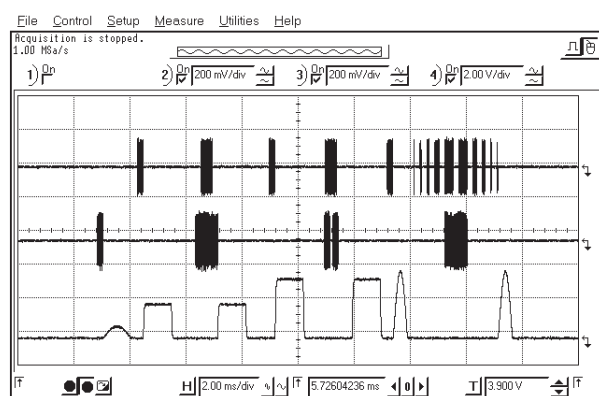 File Control Setup Measure Utilities Help
Acquisition is stopped.
1.00 MSa/s
1) On 2) On 200 mV/div 3) On 200 mV/div 4) On 2.00 V/div
H 2.00 ms/div 5.72604236 ms 0 T 3.900 V